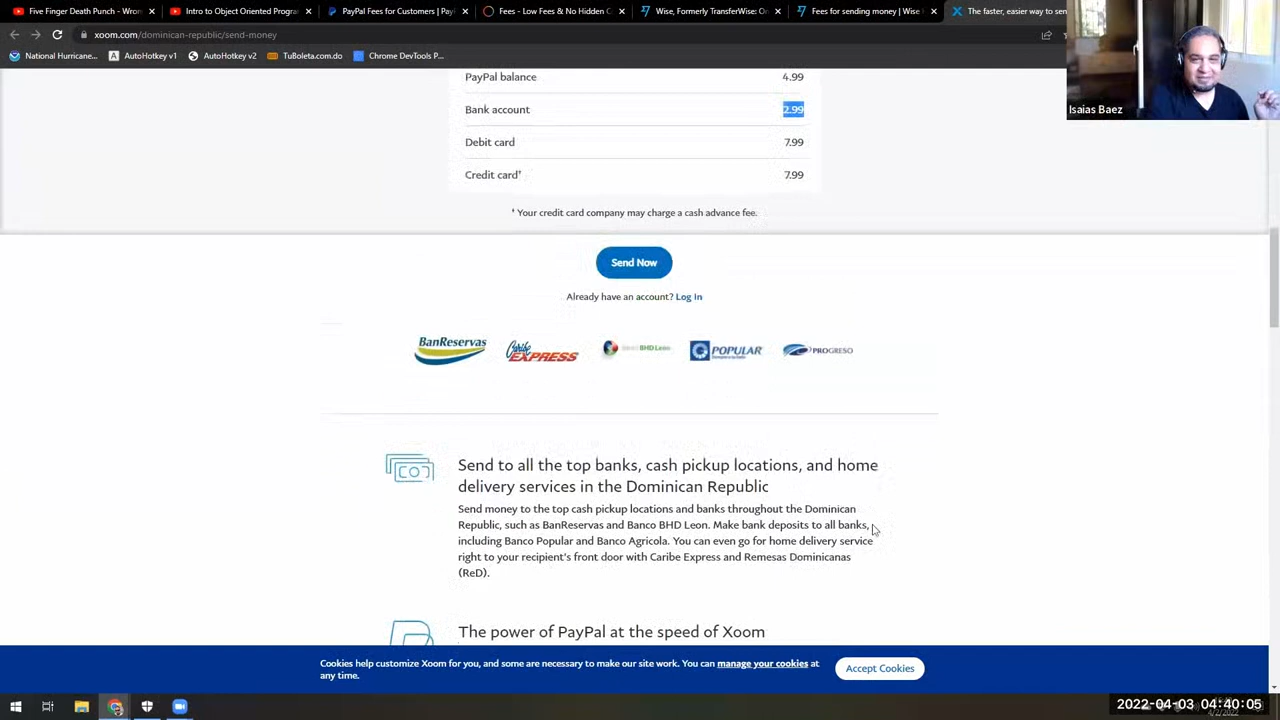 Five Finger Death Punch - Wron
Intro to Object Oriented Progra
PayPal Fees for Customers | Pay
Fees - Low Fees & No Hidden C
Wise, Formerly TransferWise: On
Fees for sending money | Wise
The faster, easier way to sen
xoom.com/dominican-republic/send-money
National Hurricane...
AutoHotkey v1
AutoHotkey v2
TuBoleta.com.do
Chrome DevTools P...
Isaias Baez
PayPal balance 4.99
Bank account 2.99
Debit card 7.99
Credit card† 7.99
† Your credit card company may charge a cash advance fee.
Send Now
Already have an account? Log In
BanReservas
Caribe EXPRESS
BHD Leon
POPULAR
PROGRESO
Send to all the top banks, cash pickup locations, and home
delivery services in the Dominican Republic
Send money to the top cash pickup locations and banks throughout the Dominican
Republic, such as BanReservas and Banco BHD Leon. Make bank deposits to all banks,
including Banco Popular and Banco Agricola. You can even go for home delivery service
right to your recipient's front door with Caribe Express and Remesas Dominicanas
(ReD).
The power of PayPal at the speed of Xoom
Cookies help customize Xoom for you, and some are necessary to make our site work. You can manage your cookies at
any time.
Accept Cookies
2022-04-03 04:40:05